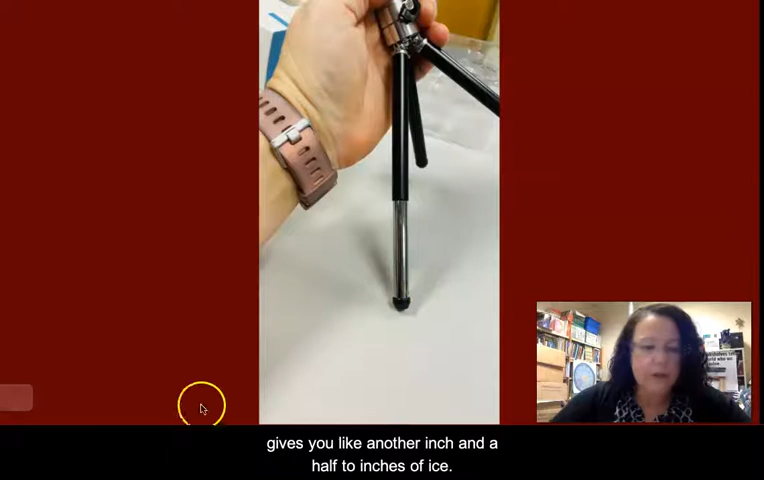 gives you like another inch and a
half to inches of ice.